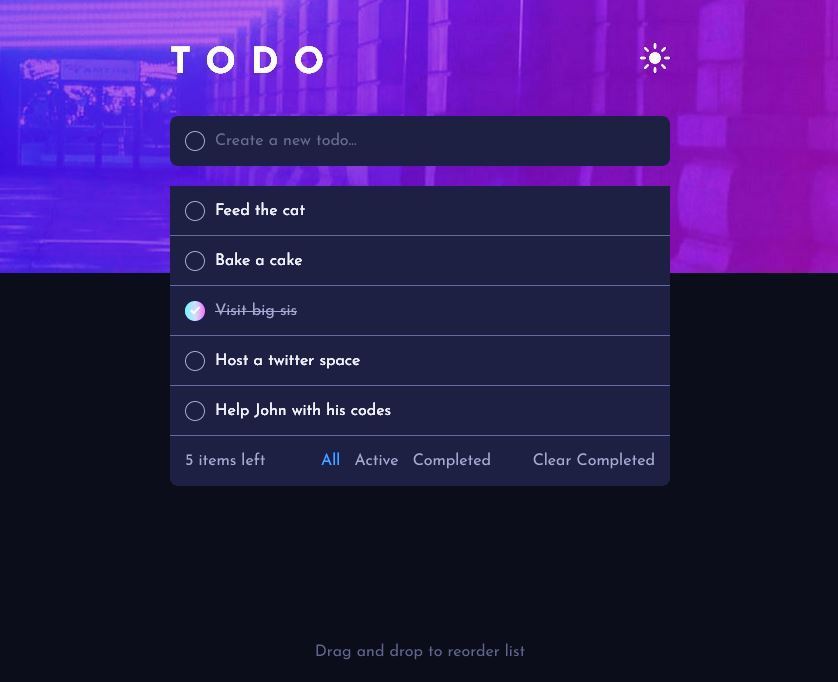 TODO
Create a new todo...
Feed the cat
Bake a cake
Visit big sis
Host a twitter space
Help John with his codes
5 items left All Active Completed Clear Completed
Drag and drop to reorder list